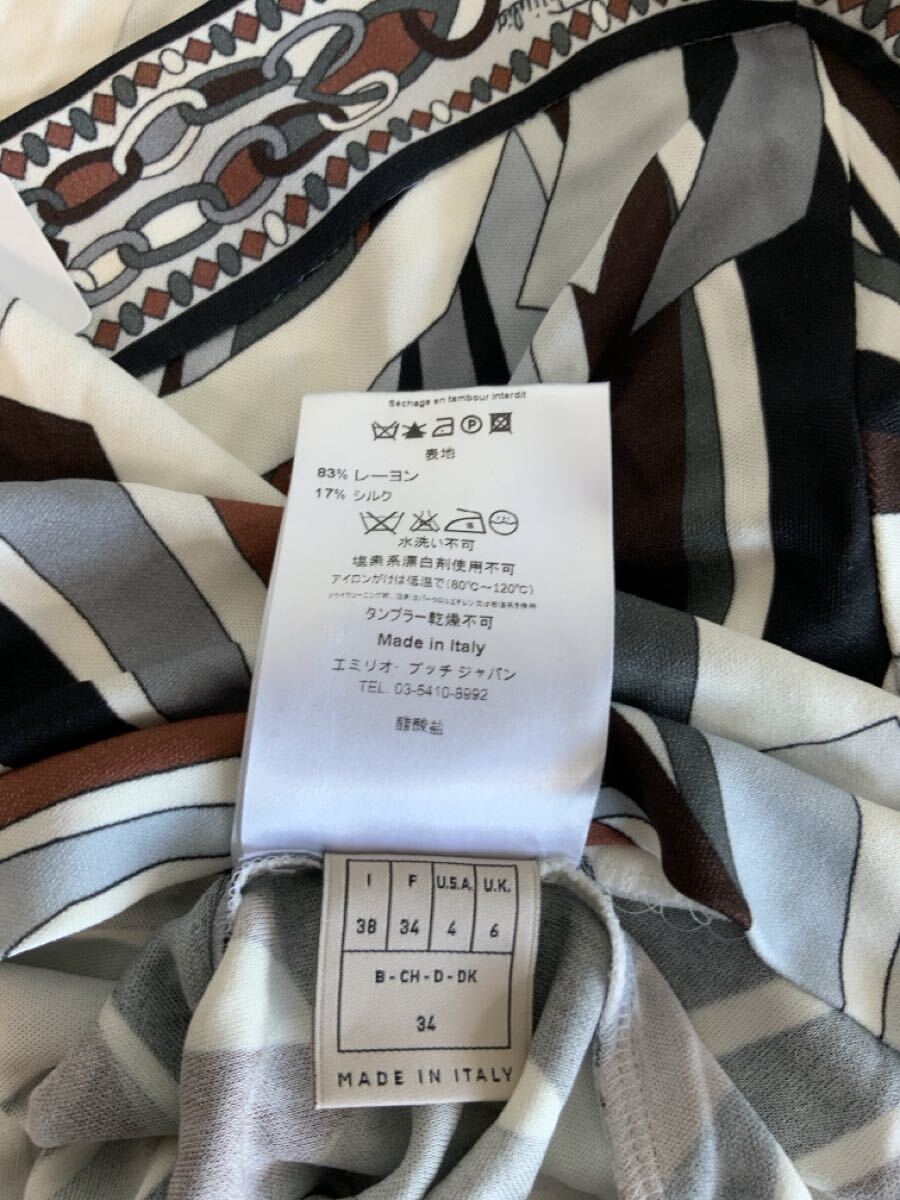 Emilio
Séchage en tambour interdit
P
表地
83% レーヨン
17% シルク
水洗い不可
塩素系漂白剤使用不可
アイロンがけは低温で(80℃~120℃)
タンブラー乾燥不可
Made in Italy
エミリオ・プッチ ジャパン
TEL. 03-5410-8992
酢酸盐
I F U.S.A. U.K.
38 34 4 6
B - CH - D - DK
34
MADE IN ITALY